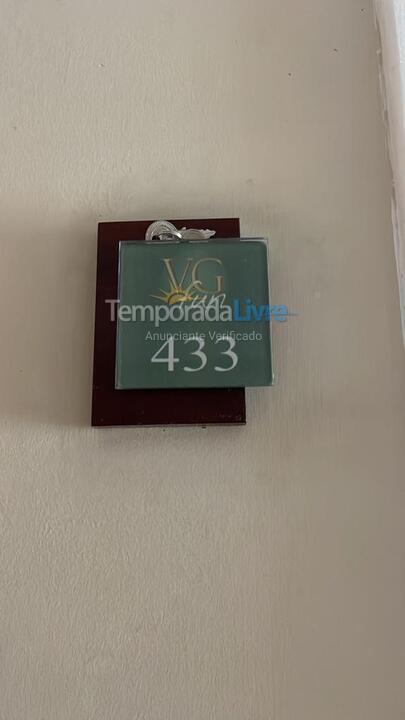 VG
Sun
TemporadaLivre
Anunciante Verificado
433